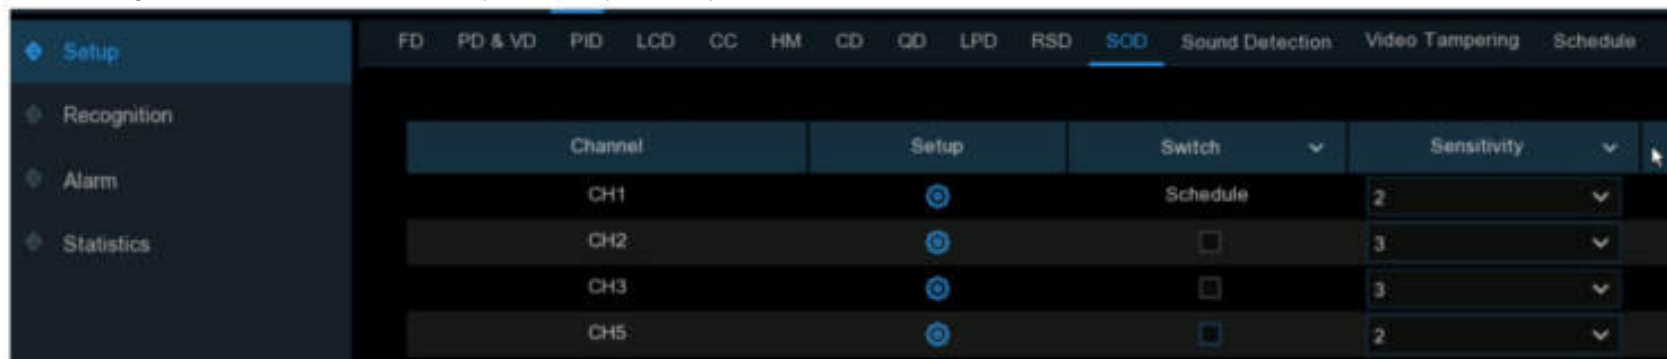 Setup
Recognition
Alarm
Statistics
FD PD & VD PID LCD CC HM CD QD LPD RSD SOD Sound Detection Video Tampering Schedule
Channel Setup Switch Sensitivity
CH1 Schedule 2
CH2 3
CH3 3
CH5 2